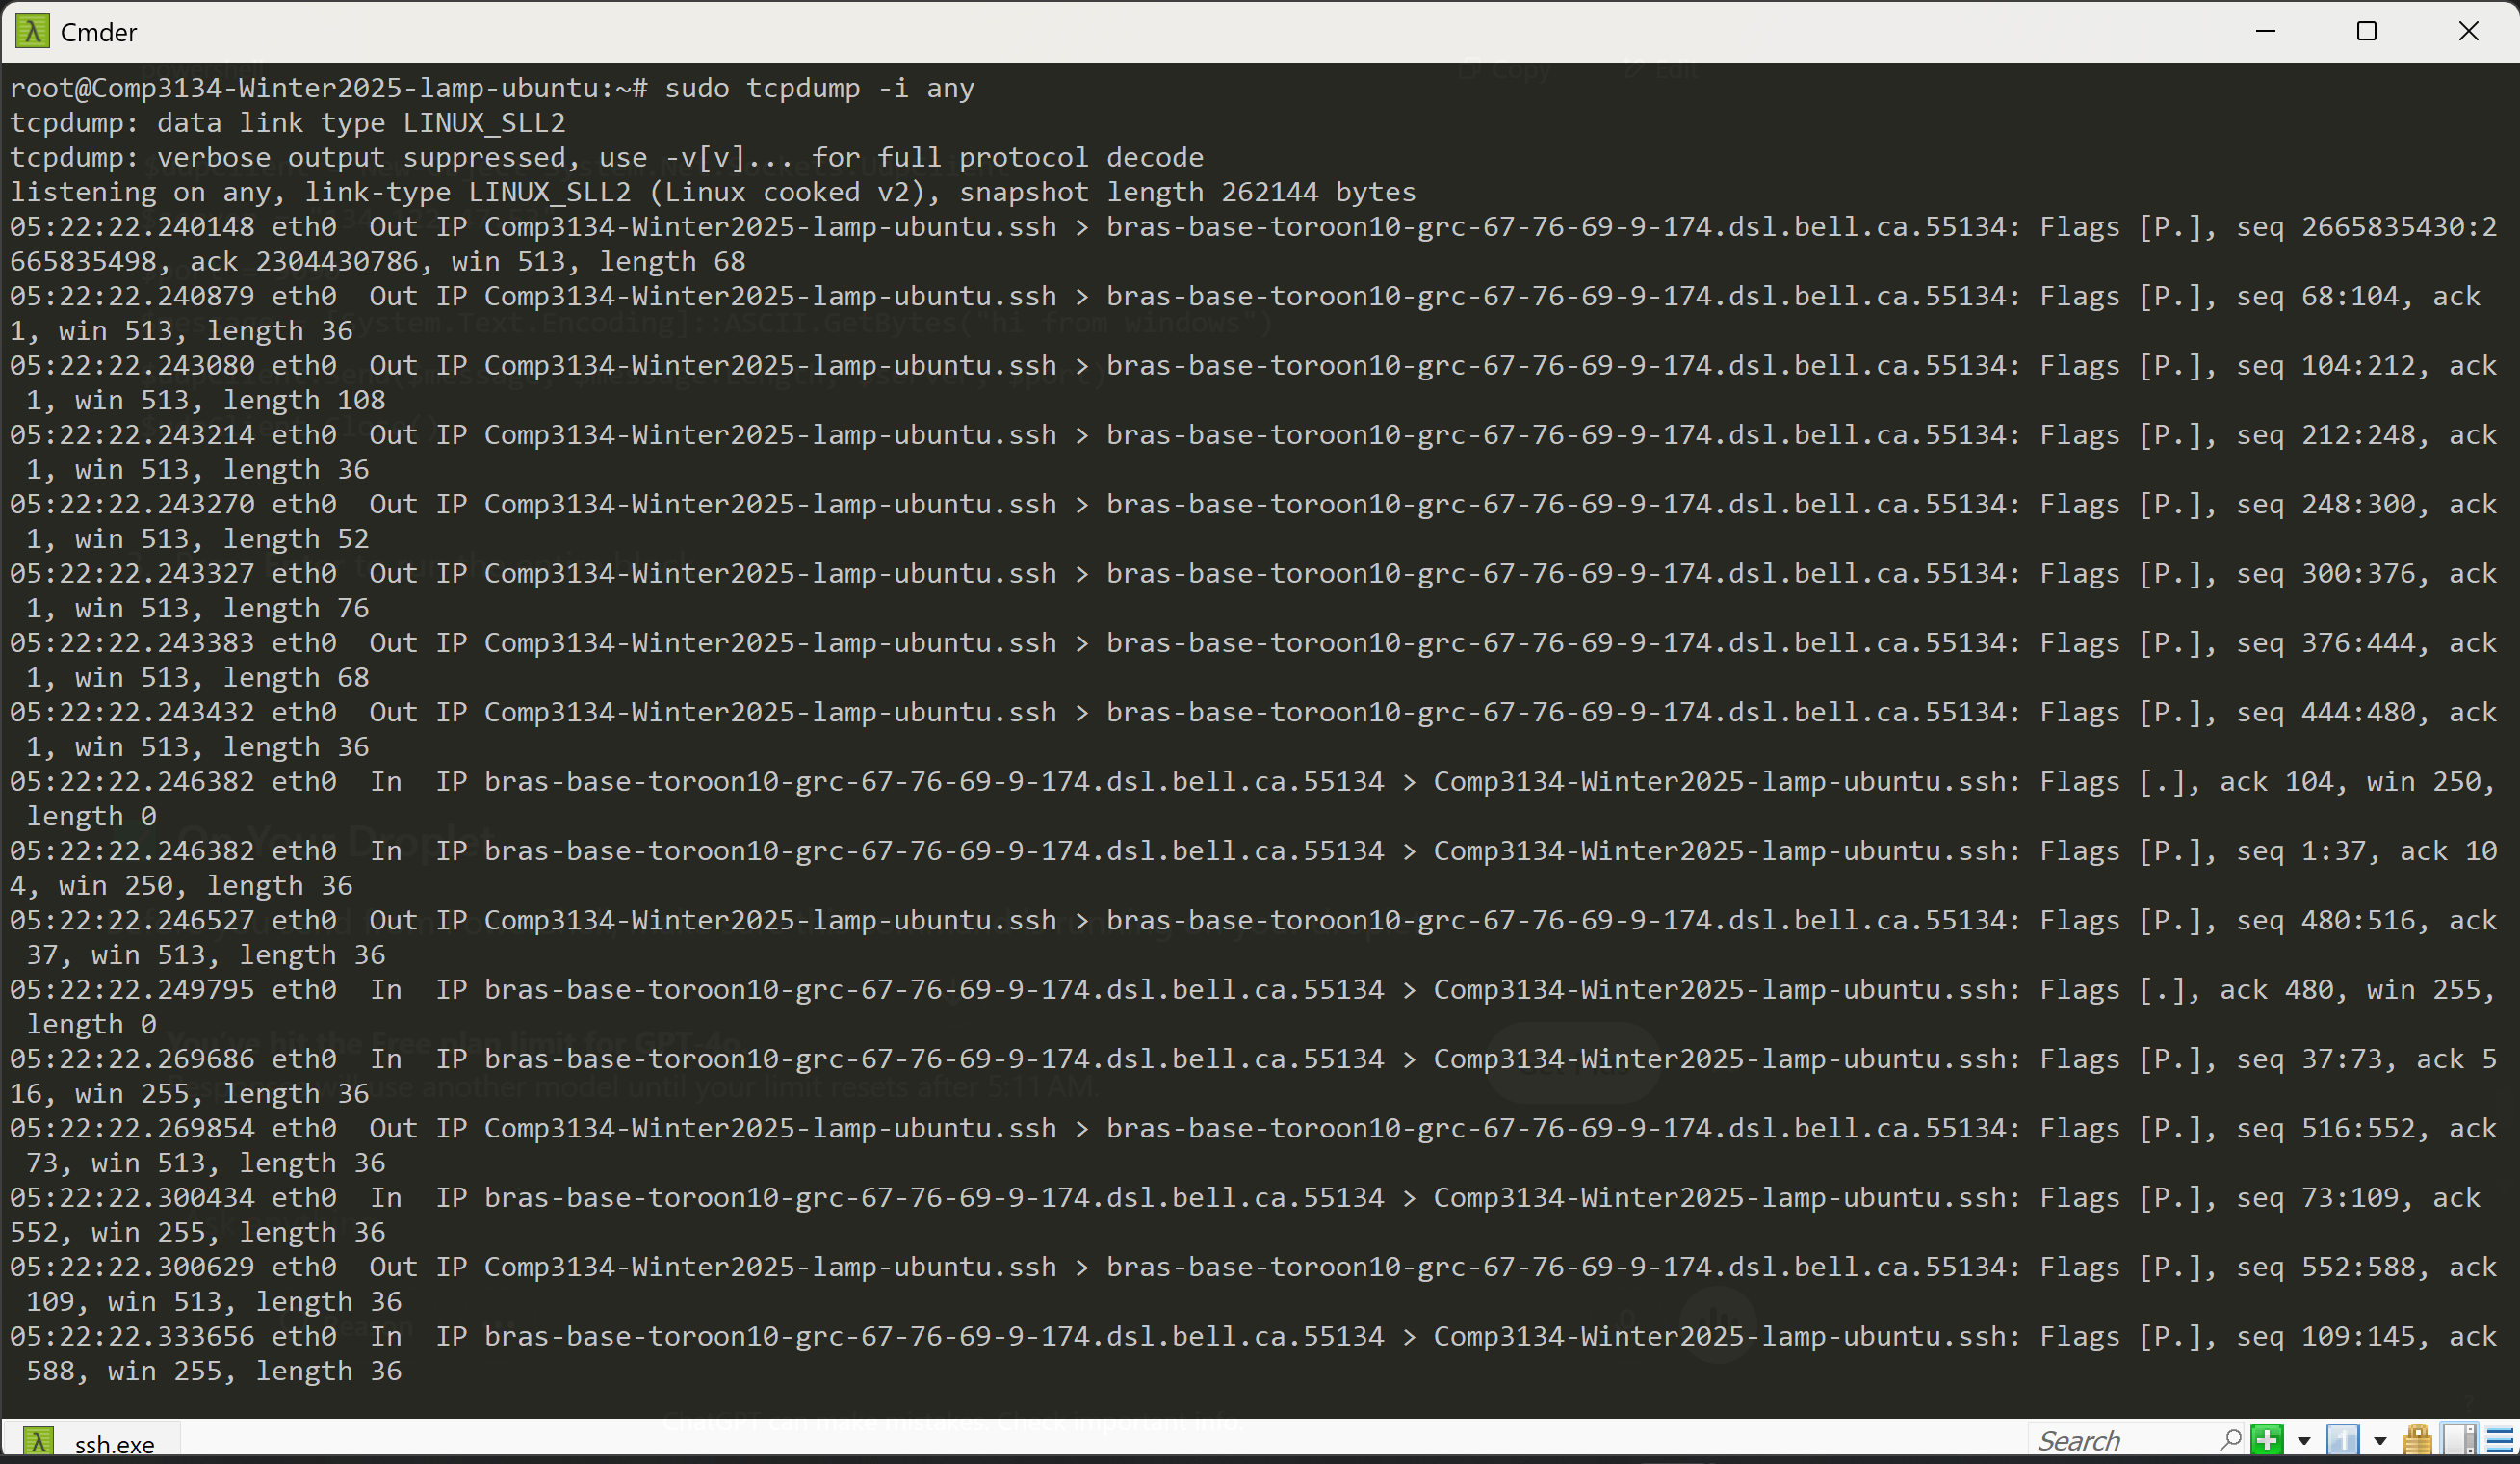 Cmder
root@Comp3134-Winter2025-lamp-ubuntu:~# sudo tcpdump -i any
tcpdump: data link type LINUX_SLL2
tcpdump: verbose output suppressed, use -v[v]... for full protocol decode
listening on any, link-type LINUX_SLL2 (Linux cooked v2), snapshot length 262144 bytes
05:22:22.240148 eth0  Out IP Comp3134-Winter2025-lamp-ubuntu.ssh > bras-base-toroon10-grc-67-76-69-9-174.dsl.bell.ca.55134: Flags [P.], seq 2665835430:2
665835498, ack 2304430786, win 513, length 68
05:22:22.240879 eth0  Out IP Comp3134-Winter2025-lamp-ubuntu.ssh > bras-base-toroon10-grc-67-76-69-9-174.dsl.bell.ca.55134: Flags [P.], seq 68:104, ack
1, win 513, length 36
05:22:22.243080 eth0  Out IP Comp3134-Winter2025-lamp-ubuntu.ssh > bras-base-toroon10-grc-67-76-69-9-174.dsl.bell.ca.55134: Flags [P.], seq 104:212, ack
 1, win 513, length 108
05:22:22.243214 eth0  Out IP Comp3134-Winter2025-lamp-ubuntu.ssh > bras-base-toroon10-grc-67-76-69-9-174.dsl.bell.ca.55134: Flags [P.], seq 212:248, ack
 1, win 513, length 36
05:22:22.243270 eth0  Out IP Comp3134-Winter2025-lamp-ubuntu.ssh > bras-base-toroon10-grc-67-76-69-9-174.dsl.bell.ca.55134: Flags [P.], seq 248:300, ack
 1, win 513, length 52
05:22:22.243327 eth0  Out IP Comp3134-Winter2025-lamp-ubuntu.ssh > bras-base-toroon10-grc-67-76-69-9-174.dsl.bell.ca.55134: Flags [P.], seq 300:376, ack
 1, win 513, length 76
05:22:22.243383 eth0  Out IP Comp3134-Winter2025-lamp-ubuntu.ssh > bras-base-toroon10-grc-67-76-69-9-174.dsl.bell.ca.55134: Flags [P.], seq 376:444, ack
 1, win 513, length 68
05:22:22.243432 eth0  Out IP Comp3134-Winter2025-lamp-ubuntu.ssh > bras-base-toroon10-grc-67-76-69-9-174.dsl.bell.ca.55134: Flags [P.], seq 444:480, ack
 1, win 513, length 36
05:22:22.246382 eth0  In  IP bras-base-toroon10-grc-67-76-69-9-174.dsl.bell.ca.55134 > Comp3134-Winter2025-lamp-ubuntu.ssh: Flags [.], ack 104, win 250,
 length 0
05:22:22.246382 eth0  In  IP bras-base-toroon10-grc-67-76-69-9-174.dsl.bell.ca.55134 > Comp3134-Winter2025-lamp-ubuntu.ssh: Flags [P.], seq 1:37, ack 10
4, win 250, length 36
05:22:22.246527 eth0  Out IP Comp3134-Winter2025-lamp-ubuntu.ssh > bras-base-toroon10-grc-67-76-69-9-174.dsl.bell.ca.55134: Flags [P.], seq 480:516, ack
 37, win 513, length 36
05:22:22.249795 eth0  In  IP bras-base-toroon10-grc-67-76-69-9-174.dsl.bell.ca.55134 > Comp3134-Winter2025-lamp-ubuntu.ssh: Flags [.], ack 480, win 255,
 length 0
05:22:22.269686 eth0  In  IP bras-base-toroon10-grc-67-76-69-9-174.dsl.bell.ca.55134 > Comp3134-Winter2025-lamp-ubuntu.ssh: Flags [P.], seq 37:73, ack 5
16, win 255, length 36
05:22:22.269854 eth0  Out IP Comp3134-Winter2025-lamp-ubuntu.ssh > bras-base-toroon10-grc-67-76-69-9-174.dsl.bell.ca.55134: Flags [P.], seq 516:552, ack
 73, win 513, length 36
05:22:22.300434 eth0  In  IP bras-base-toroon10-grc-67-76-69-9-174.dsl.bell.ca.55134 > Comp3134-Winter2025-lamp-ubuntu.ssh: Flags [P.], seq 73:109, ack
552, win 255, length 36
05:22:22.300629 eth0  Out IP Comp3134-Winter2025-lamp-ubuntu.ssh > bras-base-toroon10-grc-67-76-69-9-174.dsl.bell.ca.55134: Flags [P.], seq 552:588, ack
 109, win 513, length 36
05:22:22.333656 eth0  In  IP bras-base-toroon10-grc-67-76-69-9-174.dsl.bell.ca.55134 > Comp3134-Winter2025-lamp-ubuntu.ssh: Flags [P.], seq 109:145, ack
 588, win 255, length 36
ssh.exe
Search